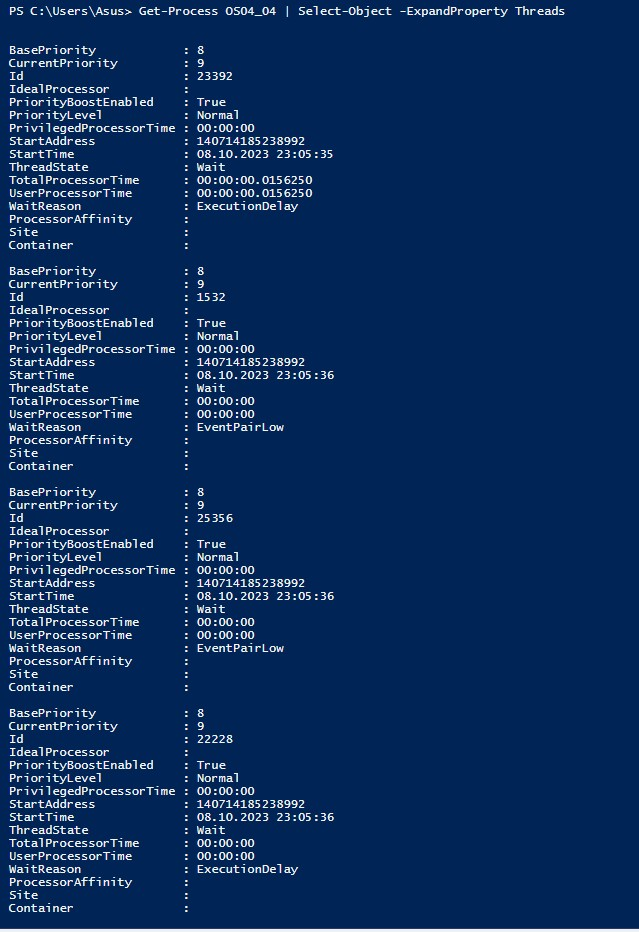 PS C:\Users\Asus> Get-Process OS04_04 | Select-Object -ExpandProperty Threads
BasePriority : 8
CurrentPriority : 9
Id : 23392
IdealProcessor :
PriorityBoostEnabled : True
PriorityLevel : Normal
PrivilegedProcessorTime : 00:00:00
StartAddress : 140714185238992
StartTime : 08.10.2023 23:05:35
ThreadState : Wait
TotalProcessorTime : 00:00:00.0156250
UserProcessorTime : 00:00:00.0156250
WaitReason : ExecutionDelay
ProcessorAffinity :
Site :
Container :
BasePriority : 8
CurrentPriority : 9
Id : 1532
IdealProcessor :
PriorityBoostEnabled : True
PriorityLevel : Normal
PrivilegedProcessorTime : 00:00:00
StartAddress : 140714185238992
StartTime : 08.10.2023 23:05:36
ThreadState : Wait
TotalProcessorTime : 00:00:00
UserProcessorTime : 00:00:00
WaitReason : EventPairLow
ProcessorAffinity :
Site :
Container :
BasePriority : 8
CurrentPriority : 9
Id : 25356
IdealProcessor :
PriorityBoostEnabled : True
PriorityLevel : Normal
PrivilegedProcessorTime : 00:00:00
StartAddress : 140714185238992
StartTime : 08.10.2023 23:05:36
ThreadState : Wait
TotalProcessorTime : 00:00:00
UserProcessorTime : 00:00:00
WaitReason : EventPairLow
ProcessorAffinity :
Site :
Container :
BasePriority : 8
CurrentPriority : 9
Id : 22228
IdealProcessor :
PriorityBoostEnabled : True
PriorityLevel : Normal
PrivilegedProcessorTime : 00:00:00
StartAddress : 140714185238992
StartTime : 08.10.2023 23:05:36
ThreadState : Wait
TotalProcessorTime : 00:00:00
UserProcessorTime : 00:00:00
WaitReason : ExecutionDelay
ProcessorAffinity :
Site :
Container :